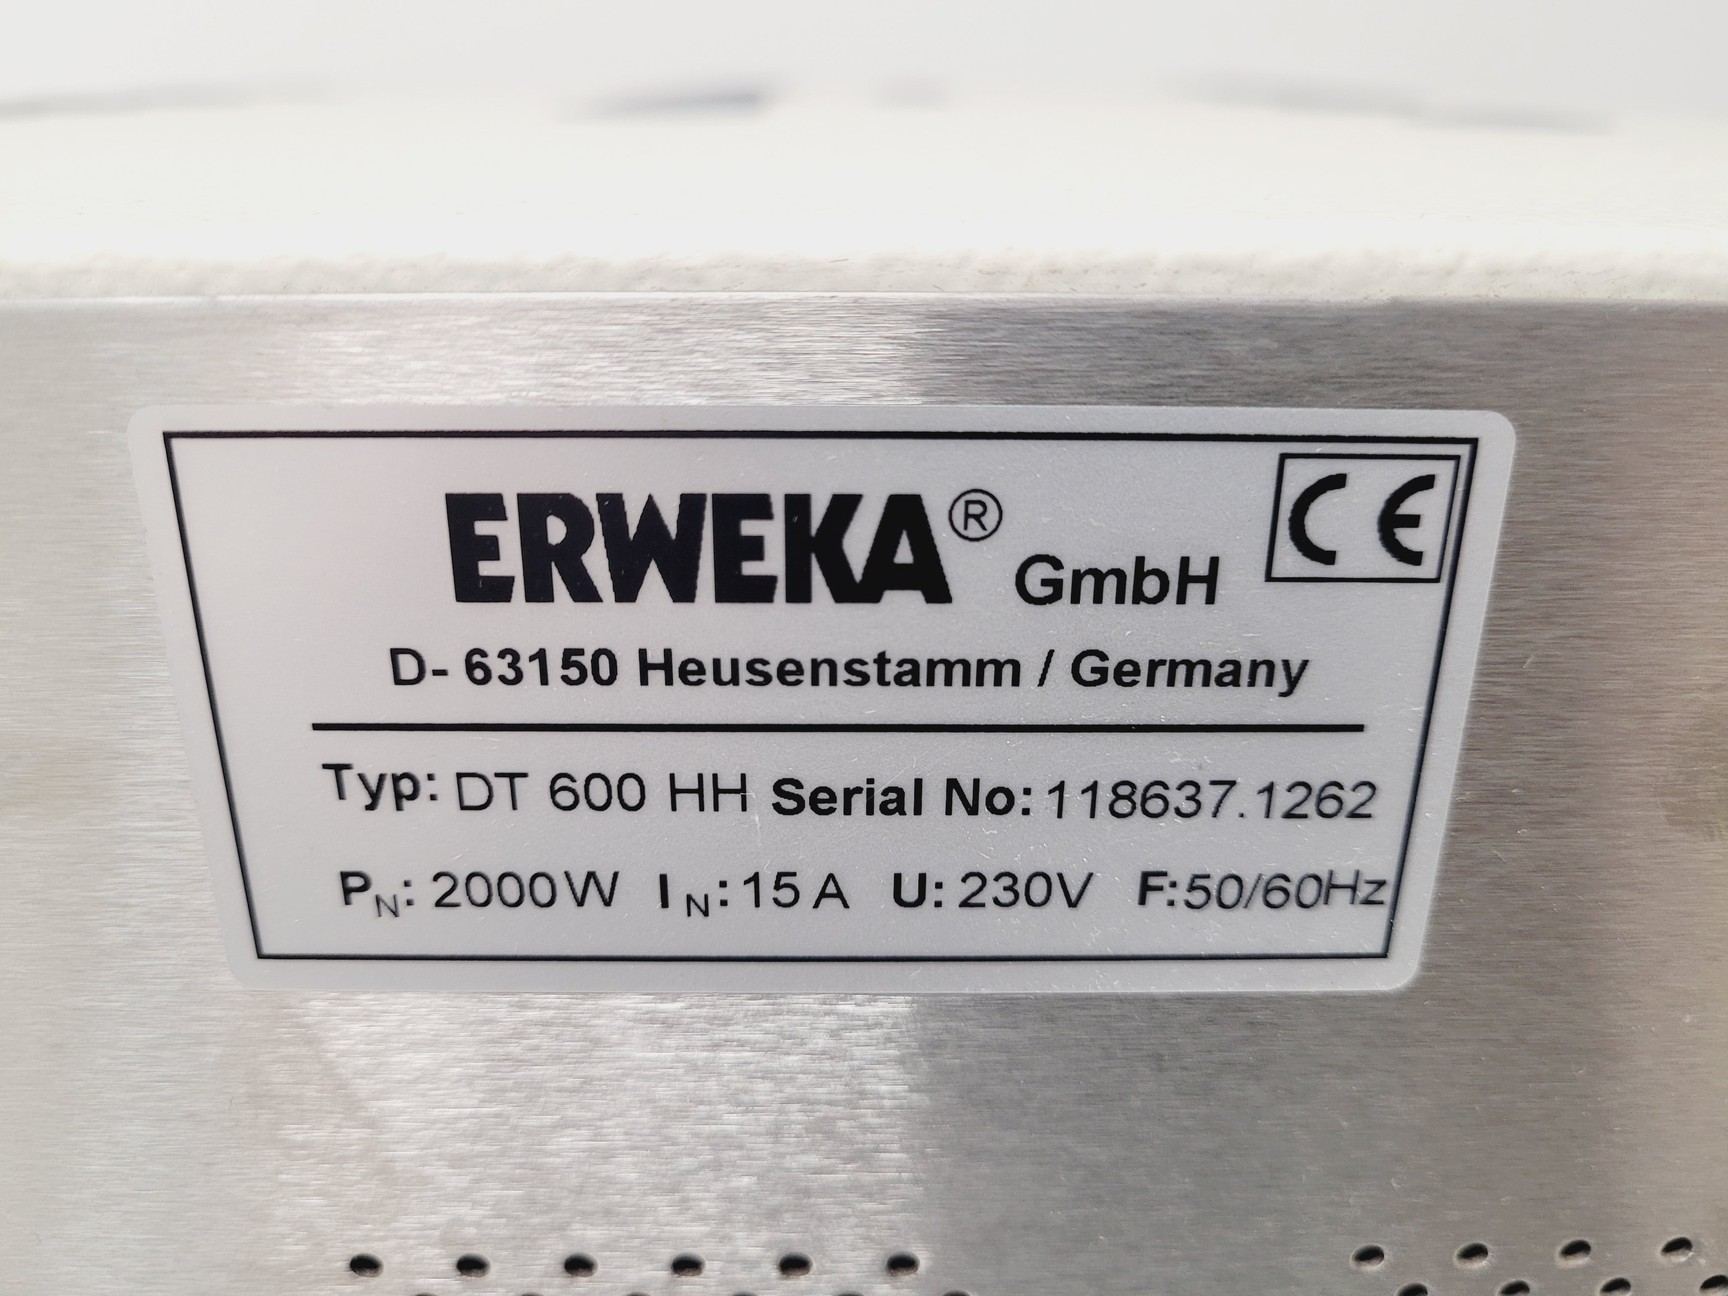 ERWEKA® GmbH CE
D- 63150 Heusenstamm / Germany
Typ: DT 600 HH Serial No: 118637.1262
PN: 2000W IN: 15 A U: 230V F: 50/60Hz